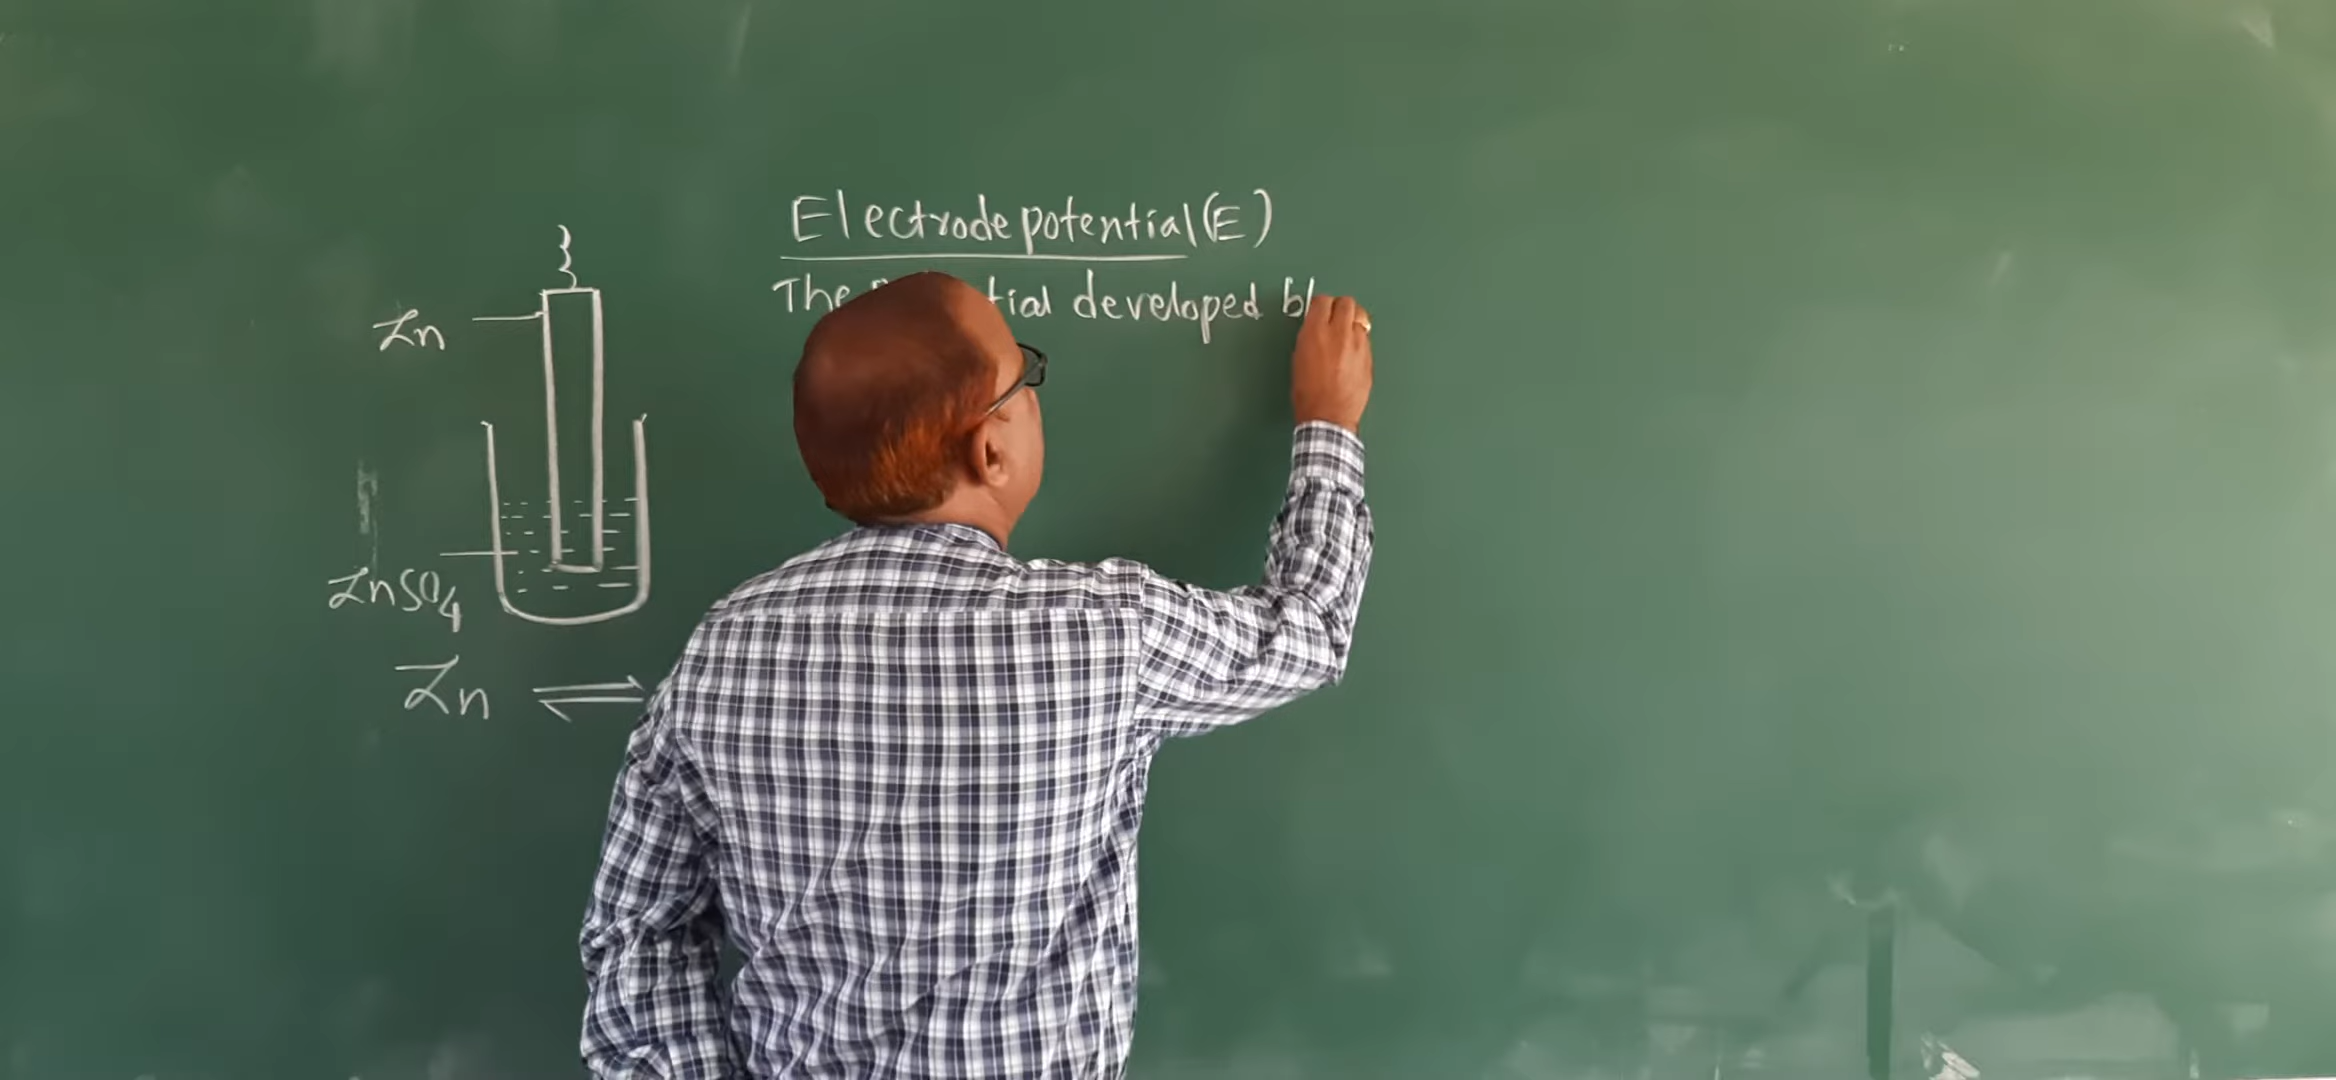 Electrode potential (E)
The tial developed b
Zn
ZnSO4
Zn ⇌